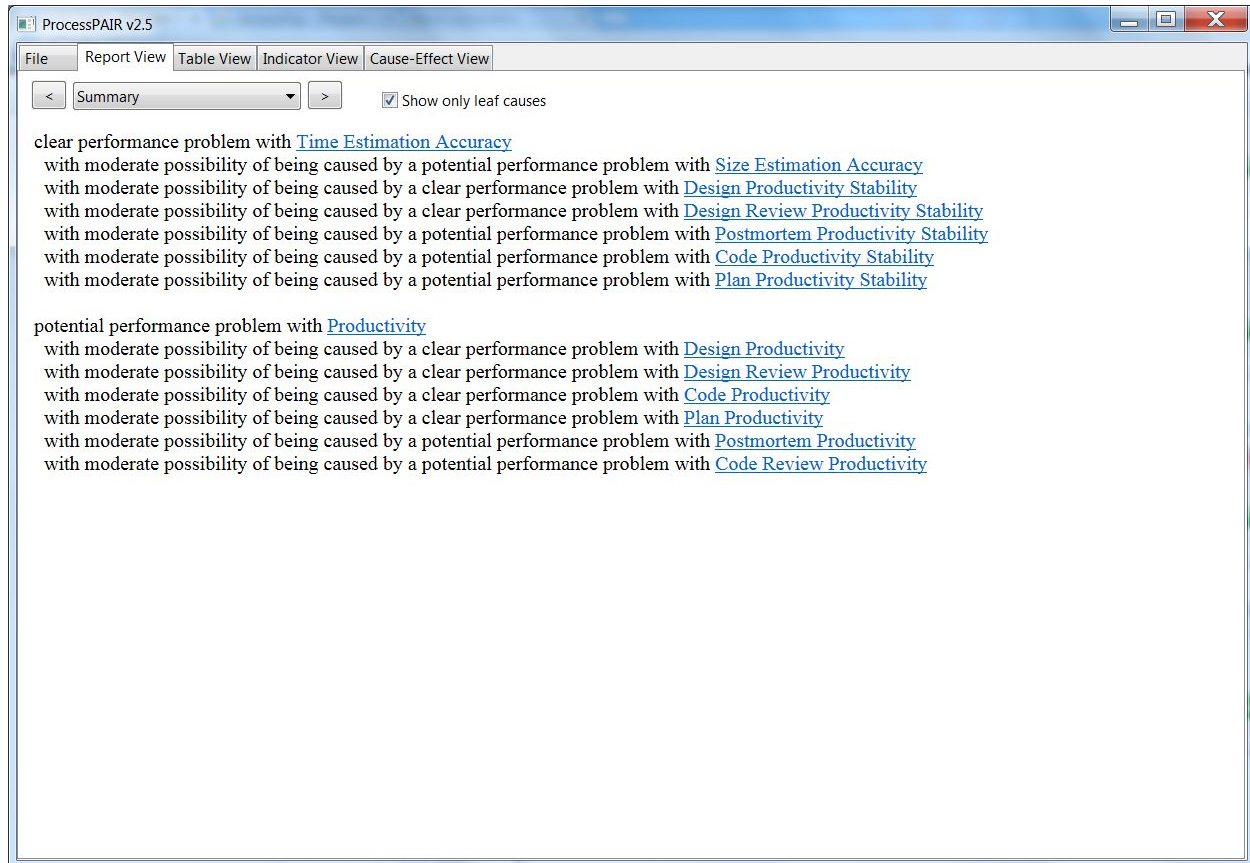 ProcessPAIR v2.5
File Report View Table View Indicator View Cause-Effect View
< Summary > Show only leaf causes
clear performance problem with Time Estimation Accuracy
with moderate possibility of being caused by a potential performance problem with Size Estimation Accuracy
with moderate possibility of being caused by a clear performance problem with Design Productivity Stability
with moderate possibility of being caused by a clear performance problem with Design Review Productivity Stability
with moderate possibility of being caused by a potential performance problem with Postmortem Productivity Stability
with moderate possibility of being caused by a potential performance problem with Code Productivity Stability
with moderate possibility of being caused by a potential performance problem with Plan Productivity Stability
potential performance problem with Productivity
with moderate possibility of being caused by a clear performance problem with Design Productivity
with moderate possibility of being caused by a clear performance problem with Design Review Productivity
with moderate possibility of being caused by a clear performance problem with Code Productivity
with moderate possibility of being caused by a clear performance problem with Plan Productivity
with moderate possibility of being caused by a potential performance problem with Postmortem Productivity
with moderate possibility of being caused by a potential performance problem with Code Review Productivity